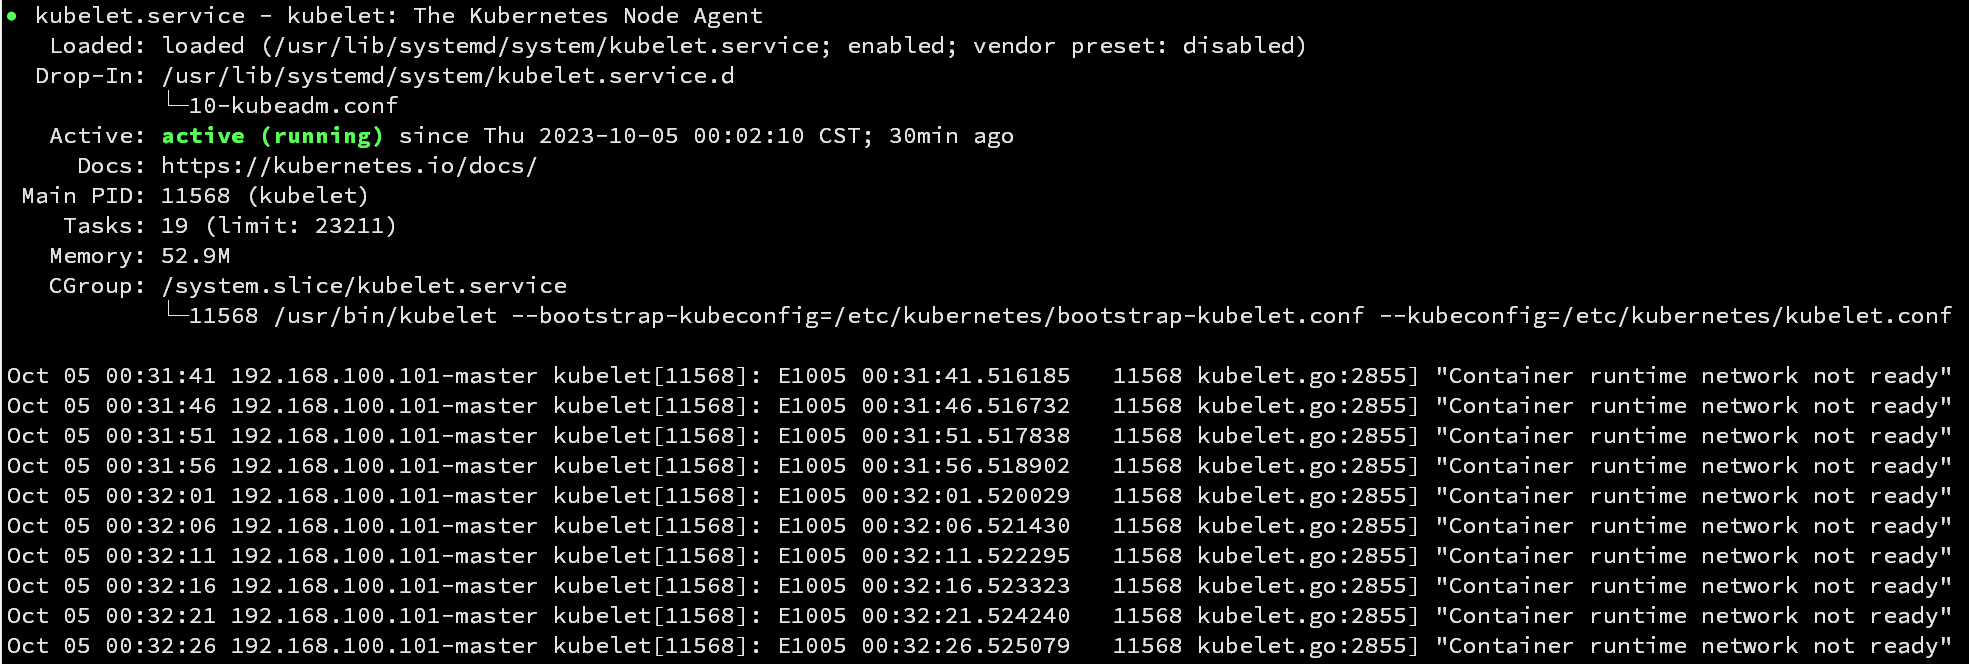 ● kubelet.service - kubelet: The Kubernetes Node Agent
   Loaded: loaded (/usr/lib/systemd/system/kubelet.service; enabled; vendor preset: disabled)
  Drop-In: /usr/lib/systemd/system/kubelet.service.d
           └─10-kubeadm.conf
   Active: active (running) since Thu 2023-10-05 00:02:10 CST; 30min ago
     Docs: https://kubernetes.io/docs/
 Main PID: 11568 (kubelet)
    Tasks: 19 (limit: 23211)
   Memory: 52.9M
   CGroup: /system.slice/kubelet.service
           └─11568 /usr/bin/kubelet --bootstrap-kubeconfig=/etc/kubernetes/bootstrap-kubelet.conf --kubeconfig=/etc/kubernetes/kubelet.conf

Oct 05 00:31:41 192.168.100.101-master kubelet[11568]: E1005 00:31:41.516185   11568 kubelet.go:2855] "Container runtime network not ready"
Oct 05 00:31:46 192.168.100.101-master kubelet[11568]: E1005 00:31:46.516732   11568 kubelet.go:2855] "Container runtime network not ready"
Oct 05 00:31:51 192.168.100.101-master kubelet[11568]: E1005 00:31:51.517838   11568 kubelet.go:2855] "Container runtime network not ready"
Oct 05 00:31:56 192.168.100.101-master kubelet[11568]: E1005 00:31:56.518902   11568 kubelet.go:2855] "Container runtime network not ready"
Oct 05 00:32:01 192.168.100.101-master kubelet[11568]: E1005 00:32:01.520029   11568 kubelet.go:2855] "Container runtime network not ready"
Oct 05 00:32:06 192.168.100.101-master kubelet[11568]: E1005 00:32:06.521430   11568 kubelet.go:2855] "Container runtime network not ready"
Oct 05 00:32:11 192.168.100.101-master kubelet[11568]: E1005 00:32:11.522295   11568 kubelet.go:2855] "Container runtime network not ready"
Oct 05 00:32:16 192.168.100.101-master kubelet[11568]: E1005 00:32:16.523323   11568 kubelet.go:2855] "Container runtime network not ready"
Oct 05 00:32:21 192.168.100.101-master kubelet[11568]: E1005 00:32:21.524240   11568 kubelet.go:2855] "Container runtime network not ready"
Oct 05 00:32:26 192.168.100.101-master kubelet[11568]: E1005 00:32:26.525079   11568 kubelet.go:2855] "Container runtime network not ready"